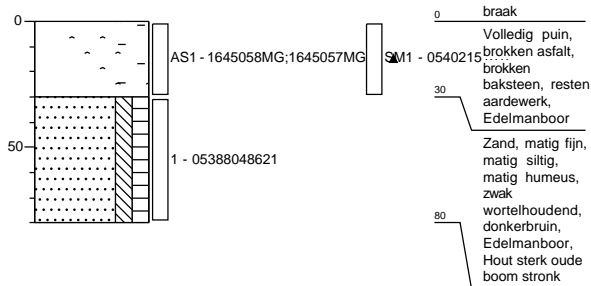 0
50
AS1 - 1645058MG;1645057MG
1 - 05388048621
SM1 - 0540215.....
0
braak
Volledig puin,
brokken asfalt,
brokken
baksteen, resten
aardewerk,
Edelmanboor
30
Zand, matig fijn,
matig siltig,
matig humeus,
zwak
wortelhoudend,
donkerbruin,
Edelmanboor,
Hout sterk oude
boom stronk
80